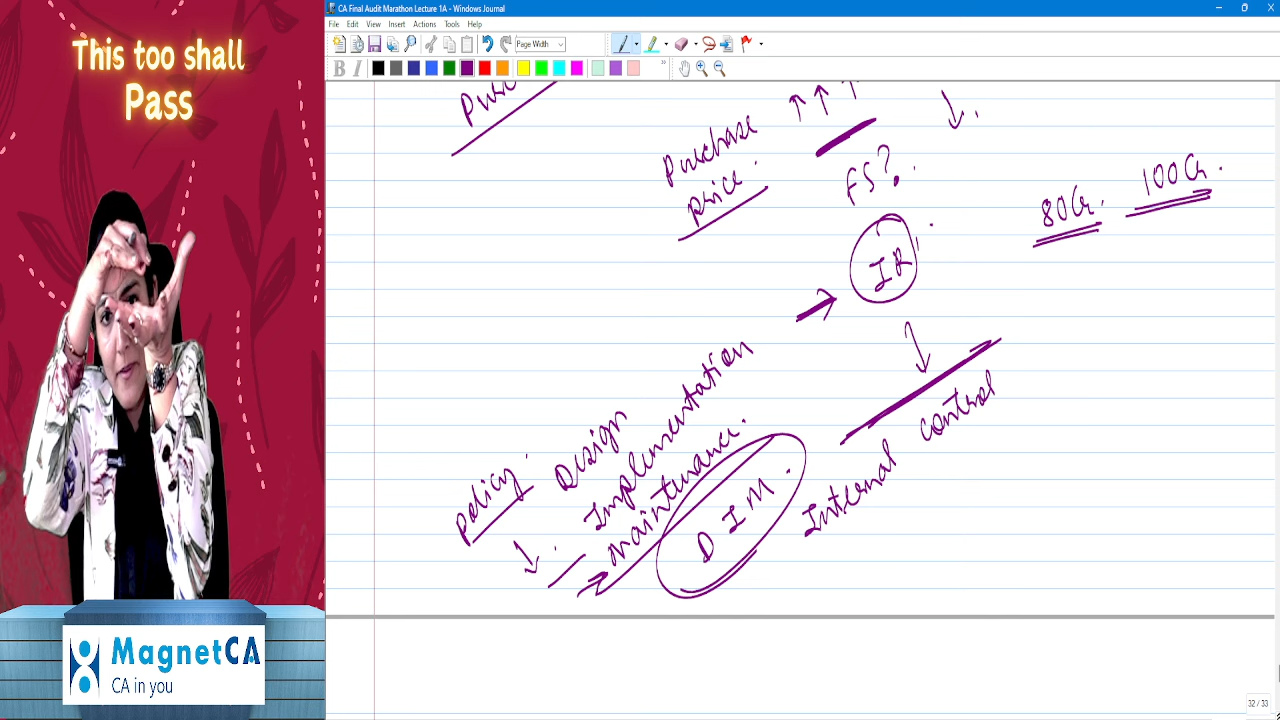 This too shall
Pass
MagnetCA
CA in you
CA Final Audit Marathon Lecture 1A - Windows Journal
File Edit View Insert Actions Tools Help
Page Width
B I
Purchase
price.
FS?
80Cr.
100Cr.
IR
Internal control
policy.
Design
Implementation
Maintenance.
DIM
32 / 33